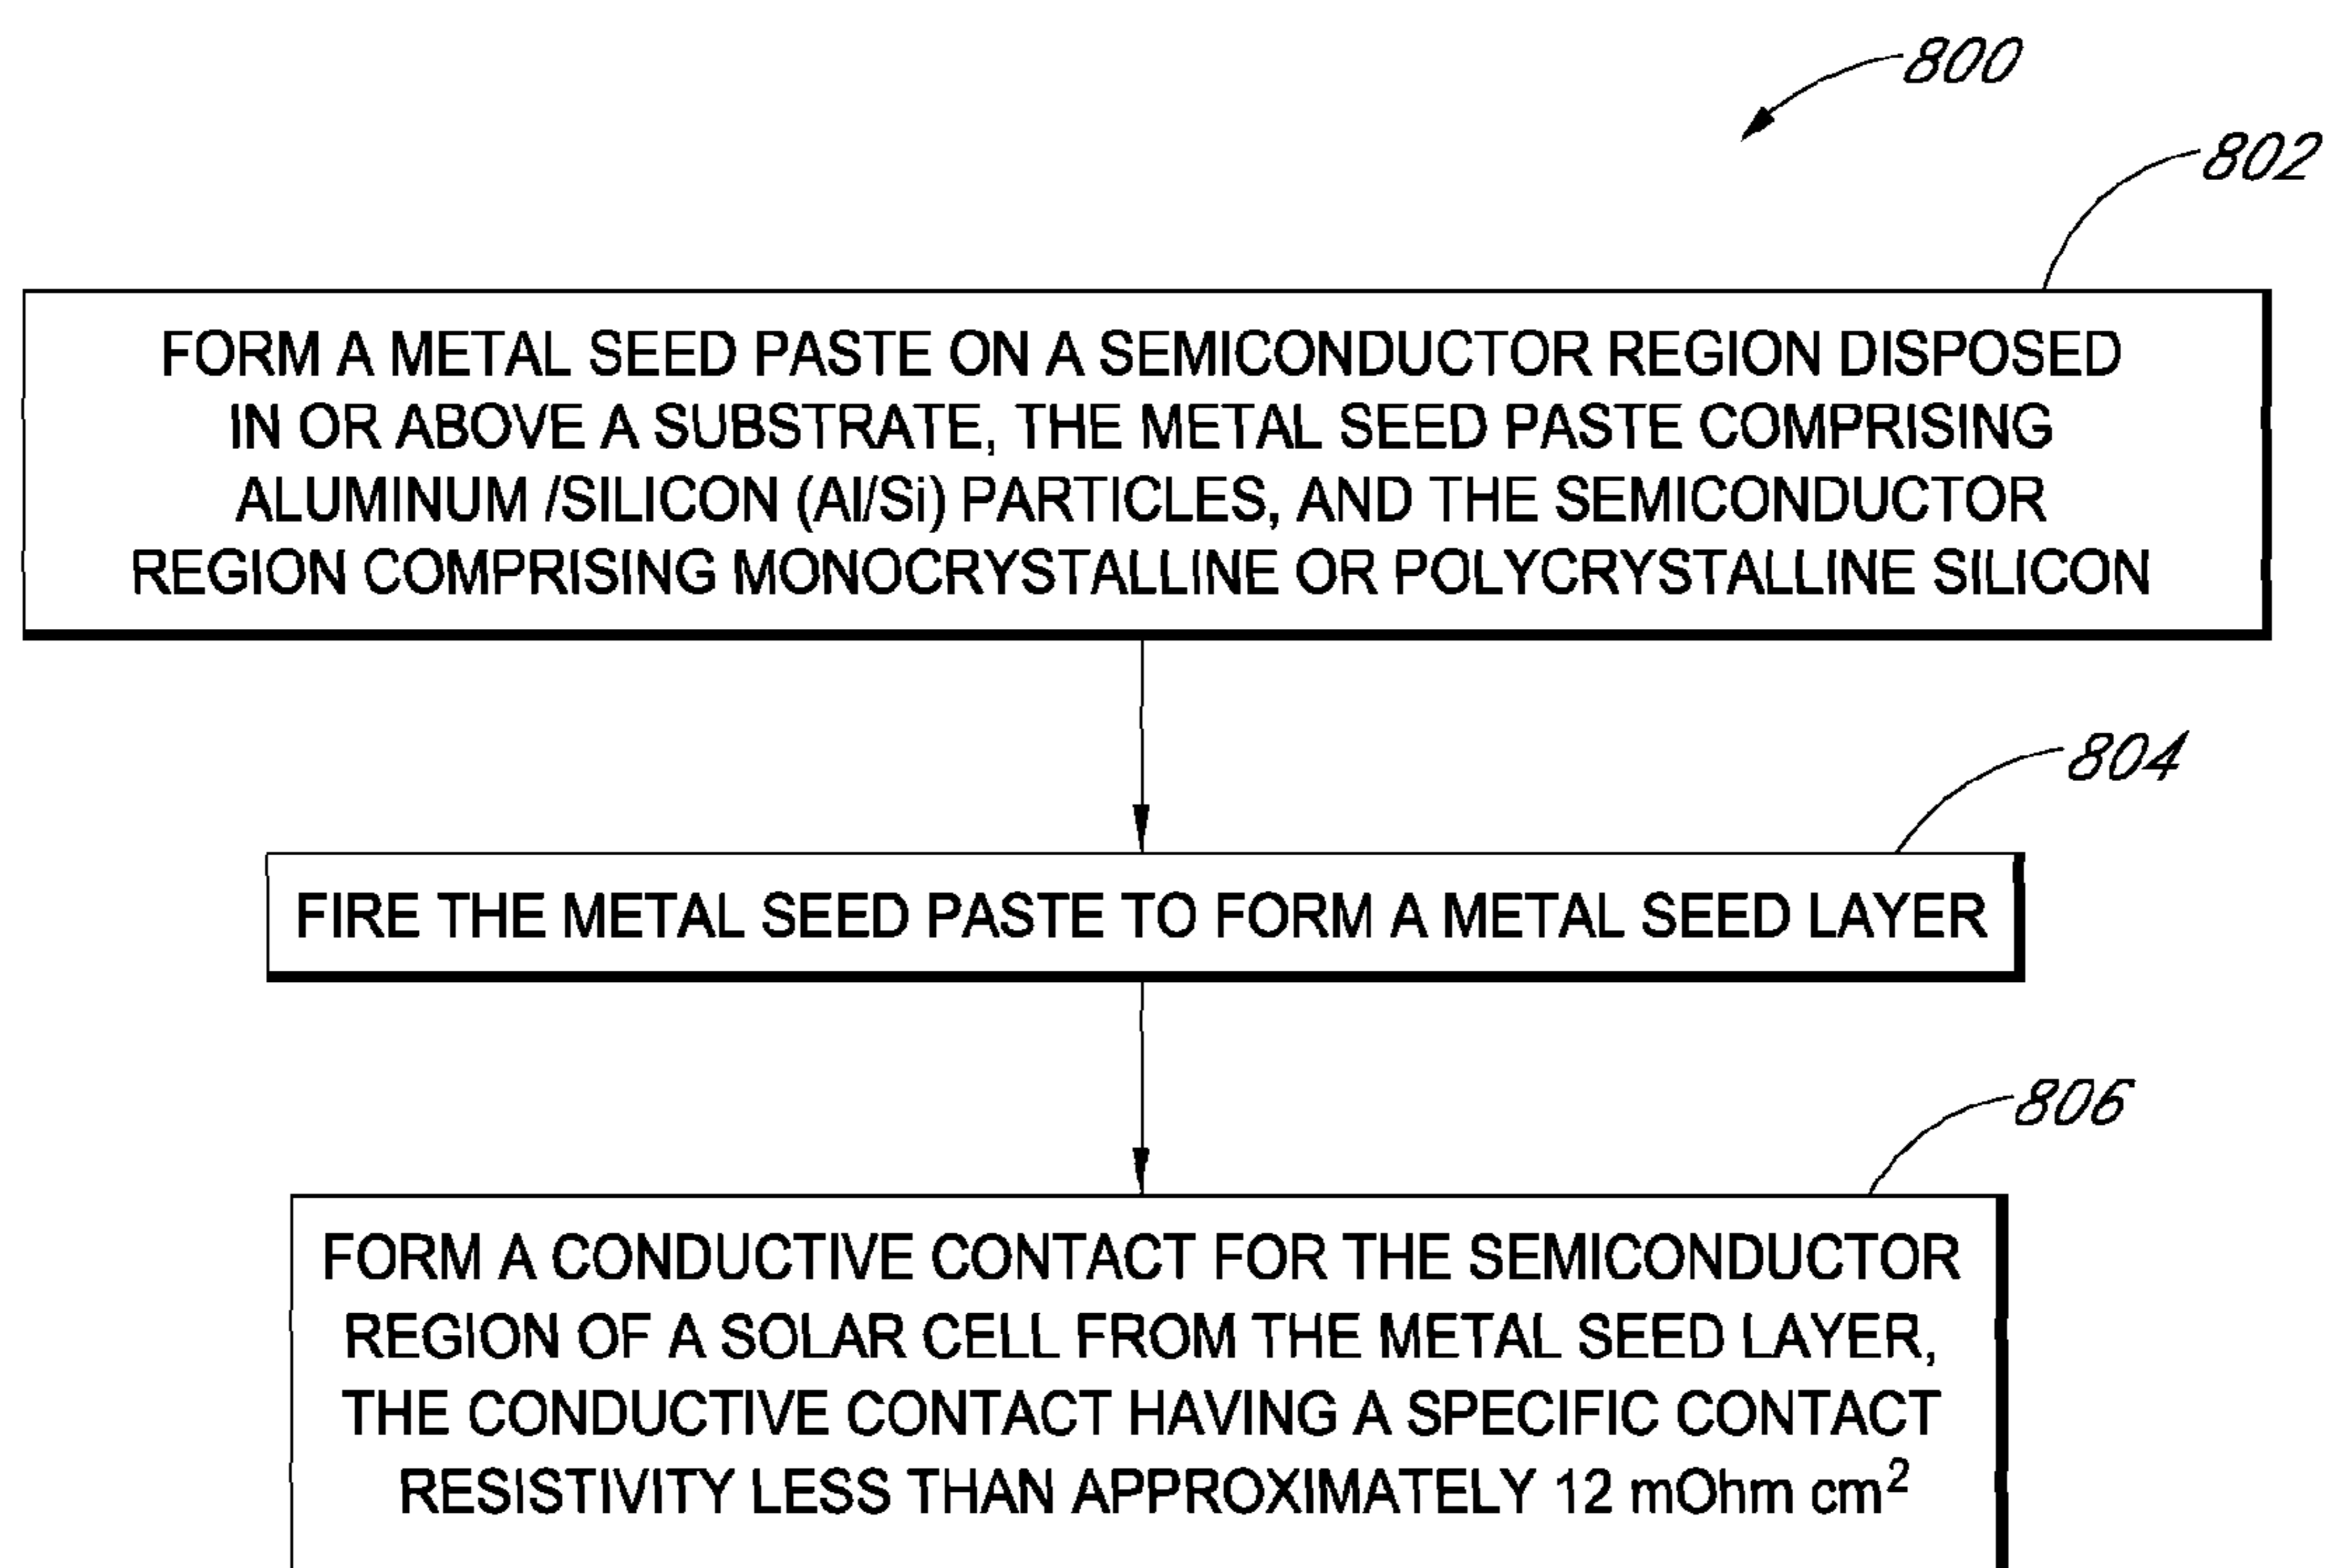 800
802
FORM A METAL SEED PASTE ON A SEMICONDUCTOR REGION DISPOSED
IN OR ABOVE A SUBSTRATE, THE METAL SEED PASTE COMPRISING
ALUMINUM /SILICON (Al/Si) PARTICLES, AND THE SEMICONDUCTOR
REGION COMPRISING MONOCRYSTALLINE OR POLYCRYSTALLINE SILICON
804
FIRE THE METAL SEED PASTE TO FORM A METAL SEED LAYER
806
FORM A CONDUCTIVE CONTACT FOR THE SEMICONDUCTOR
REGION OF A SOLAR CELL FROM THE METAL SEED LAYER,
THE CONDUCTIVE CONTACT HAVING A SPECIFIC CONTACT
RESISTIVITY LESS THAN APPROXIMATELY 12 mOhm cm²